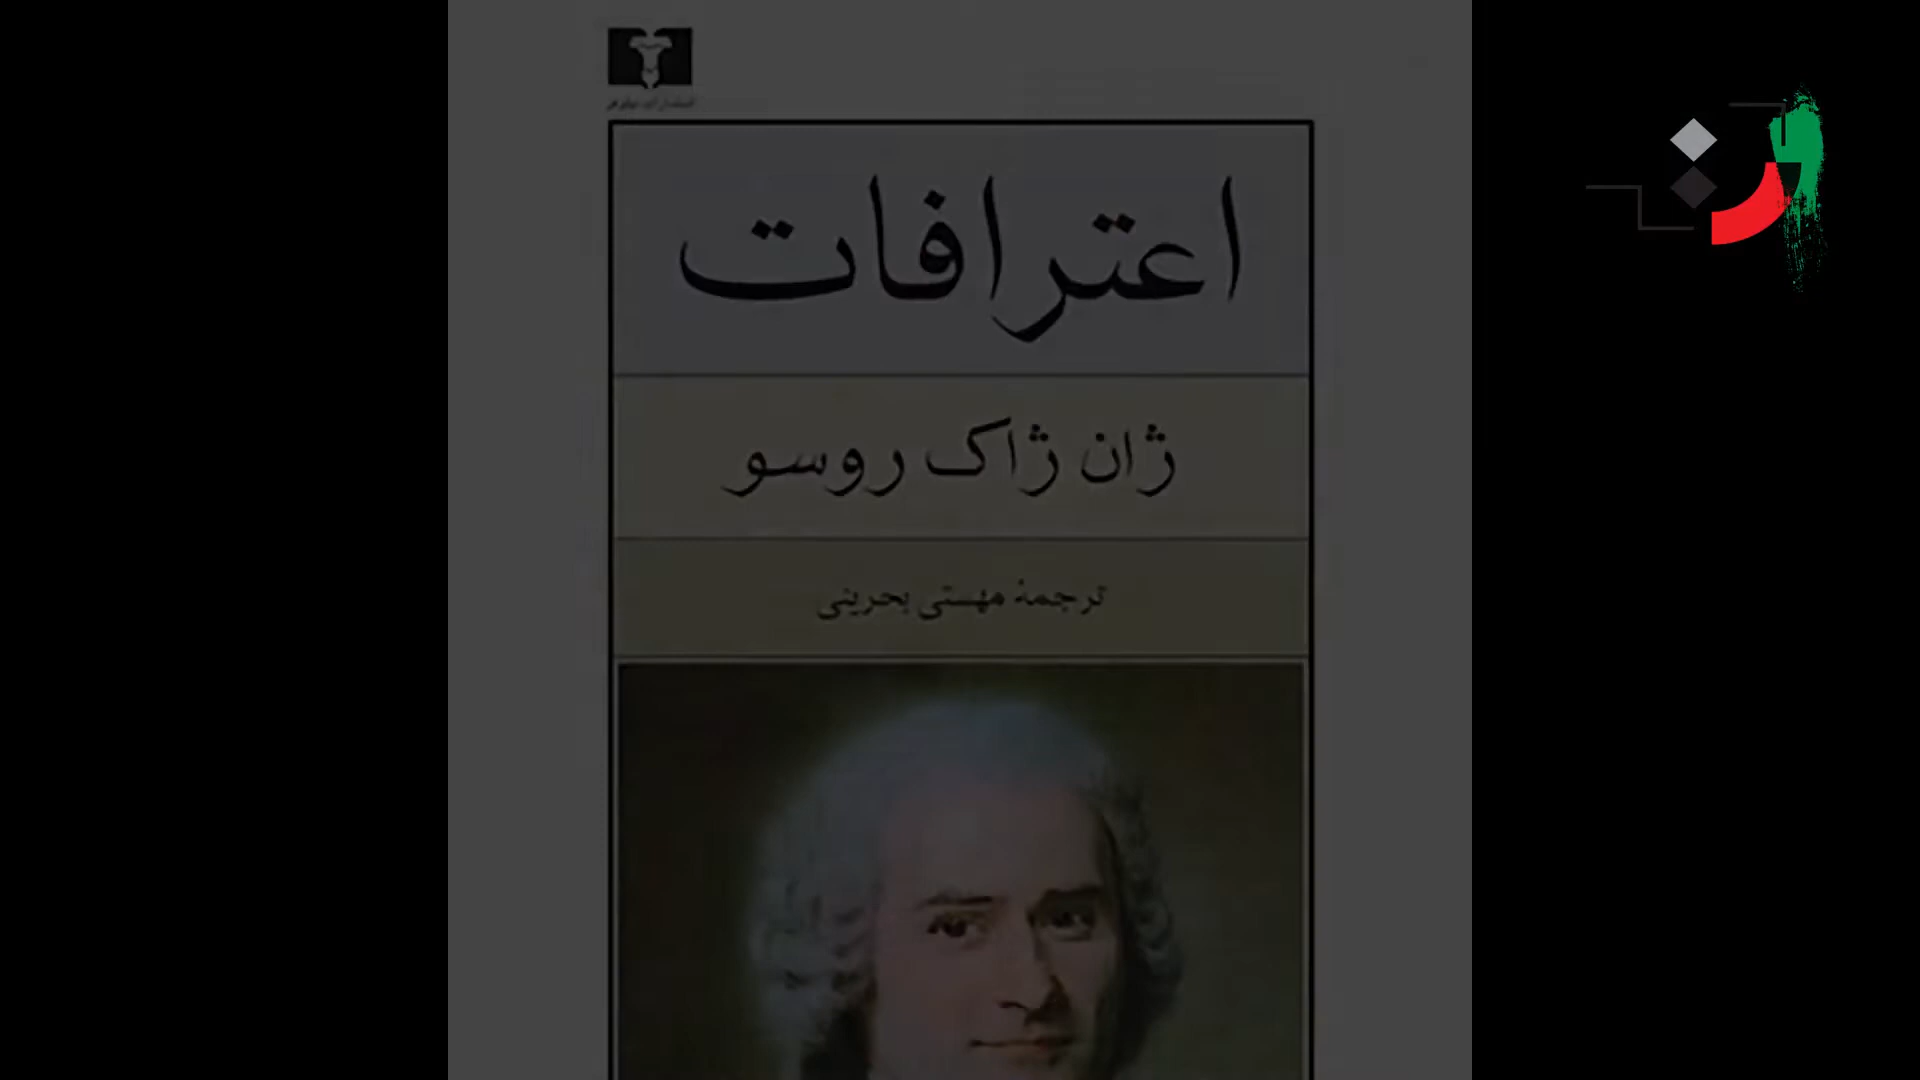 اعترافات
ژان ژاک روسو
ترجمهٔ مهستی بحرینی